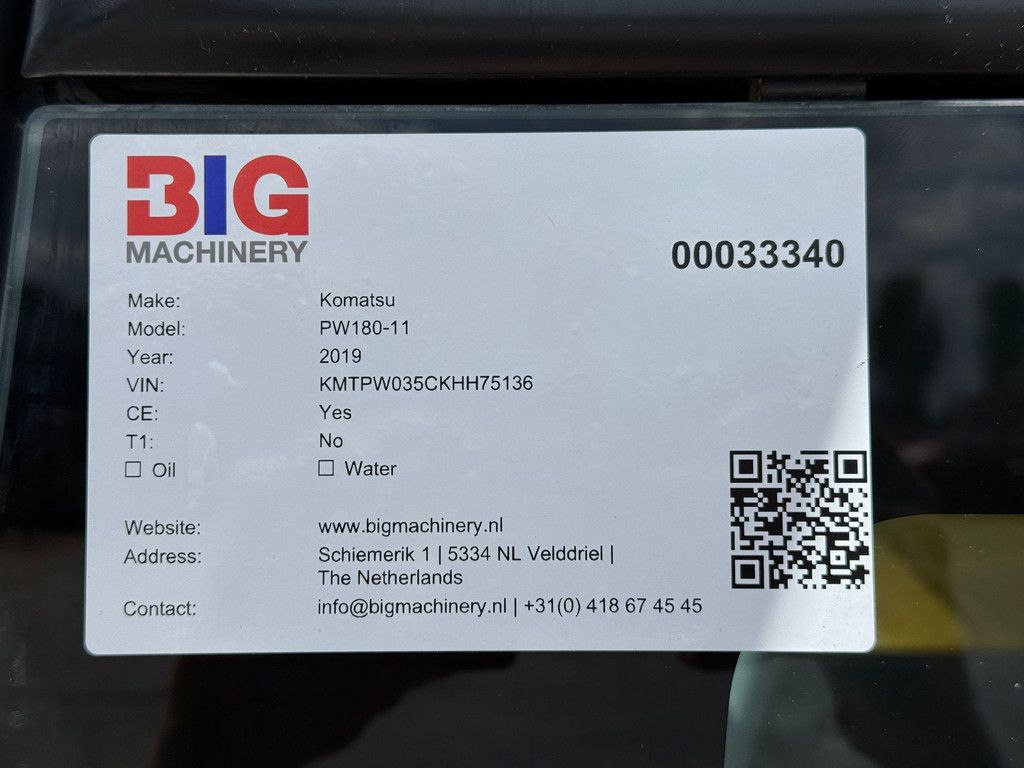 BIG
MACHINERY
00033340
Make: Komatsu
Model: PW180-11
Year: 2019
VIN: KMTPW035CKHH75136
CE: Yes
T1: No
☐ Oil ☐ Water
Website: www.bigmachinery.nl
Address: Schiemerik 1 | 5334 NL Velddriel |
The Netherlands
Contact: info@bigmachinery.nl | +31(0) 418 67 45 45